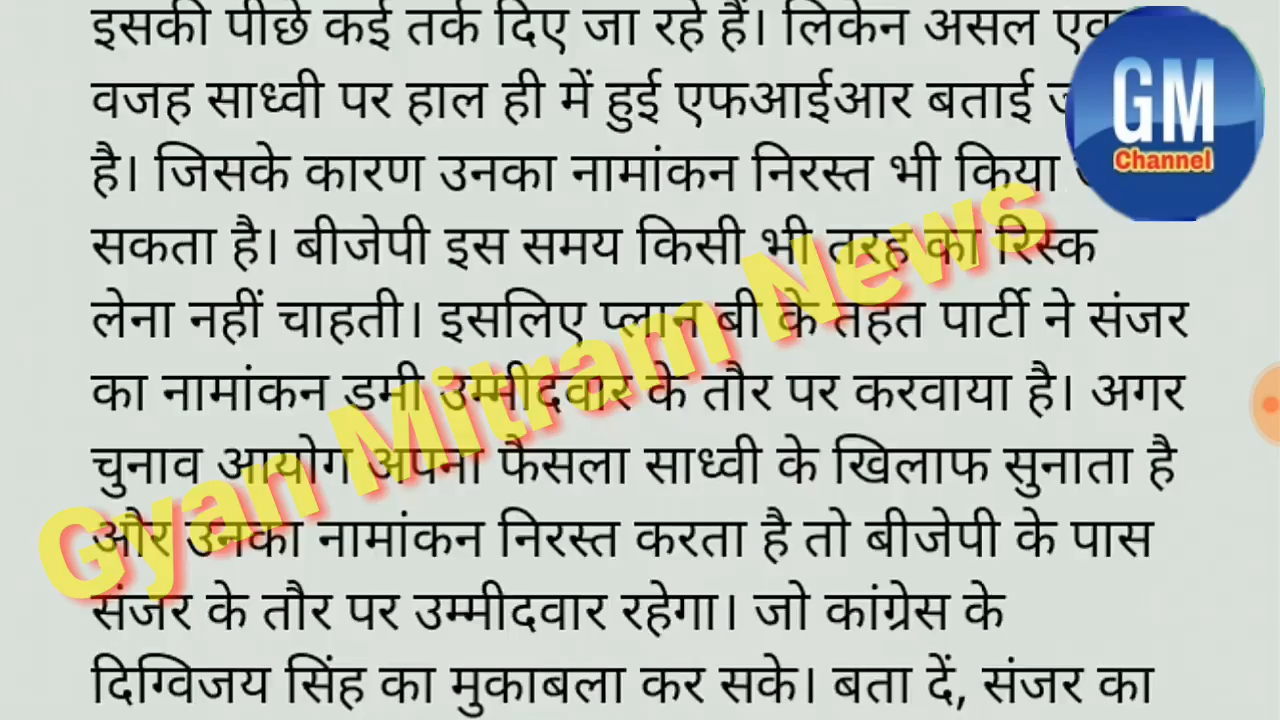 इसकी पीछे कई तर्क दिए जा रहे हैं। लिकेन असल
वजह साध्वी पर हाल ही में हुई एफआईआर बताई
है। जिसके कारण उनका नामांकन निरस्त भी किया
सकता है। बीजेपी इस समय किसी भी तरह का रिस्क
लेना नहीं चाहती। इसलिए प्लान बी के तहत पार्टी ने संजर
का नामांकन डमी उम्मीदवार के तौर पर करवाया है। अगर
चुनाव आयोग अपना फैसला साध्वी के खिलाफ सुनाता है
और उनका नामांकन निरस्त करता है तो बीजेपी के पास
संजर के तौर पर उम्मीदवार रहेगा। जो कांग्रेस के
दिग्विजय सिंह का मुकाबला कर सके। बता दें, संजर का
GM
Channel
Gyan Mitram News